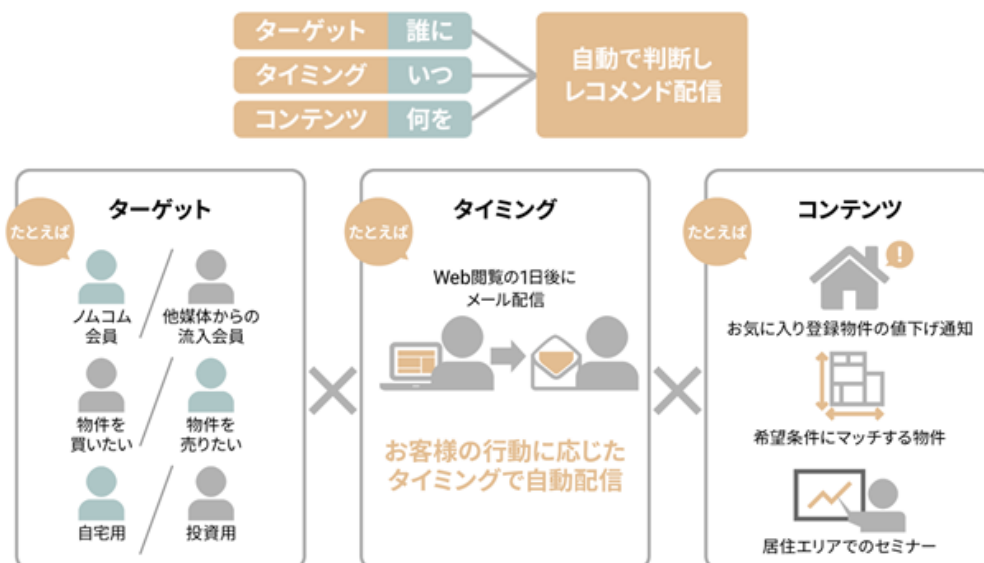 ターゲット 誰に
タイミング いつ
コンテンツ 何を
自動で判断し
レコメンド配信
たとえば
ターゲット
ノムコム
会員
他媒体からの
流入会員
物件を
買いたい
物件を
売りたい
自宅用
投資用
たとえば
タイミング
Web閲覧の1日後に
メール配信
お客様の行動に応じた
タイミングで自動配信
たとえば
コンテンツ
!
お気に入り登録物件の値下げ通知
希望条件にマッチする物件
居住エリアでのセミナー